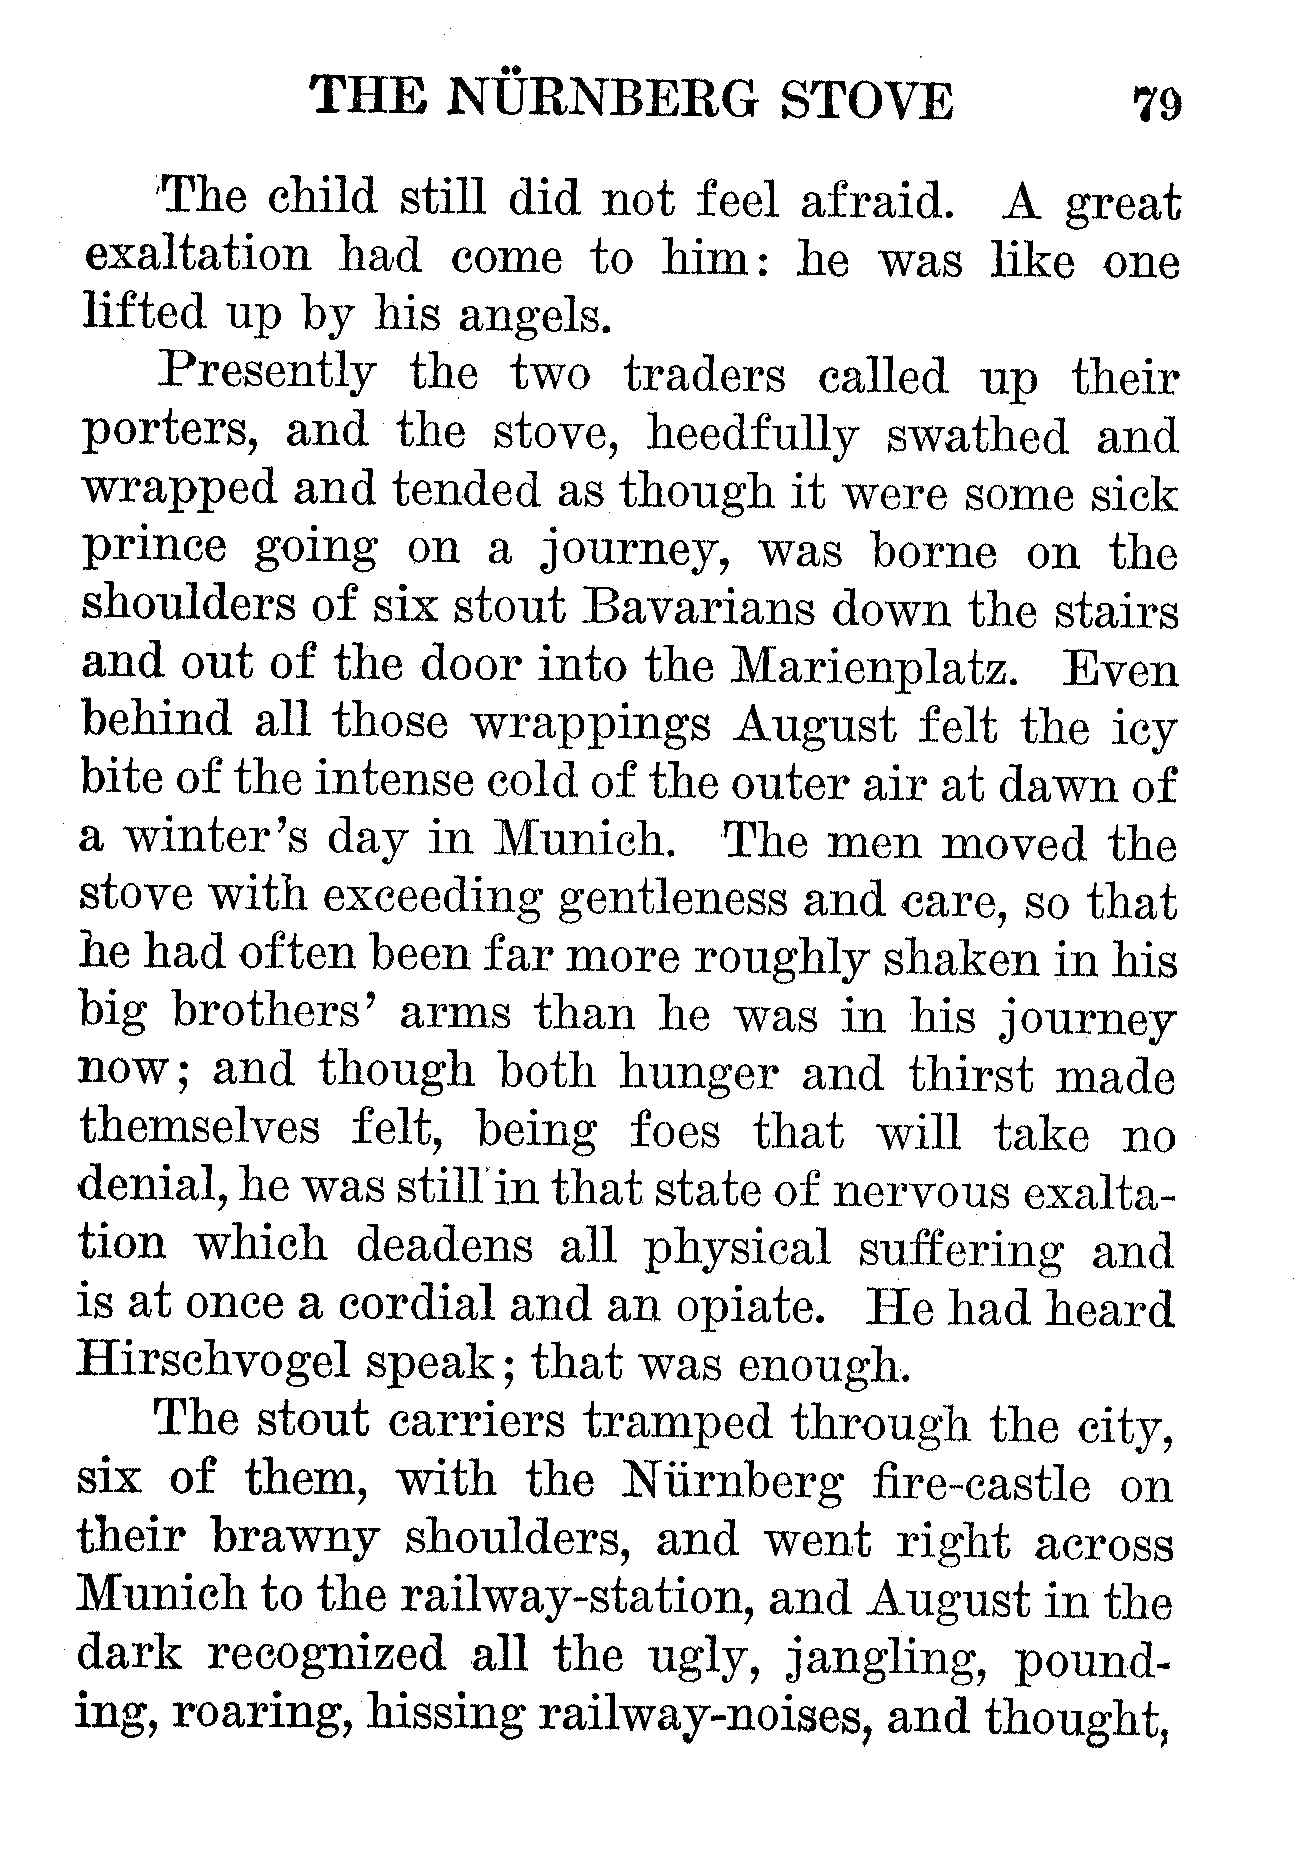 THE NÜRNBERG STOVE 79
The child still did not feel afraid. A great
exaltation had come to him: he was like one
lifted up by his angels.
Presently the two traders called up their
porters, and the stove, heedfully swathed and
wrapped and tended as though it were some sick
prince going on a journey, was borne on the
shoulders of six stout Bavarians down the stairs
and out of the door into the Marienplatz. Even
behind all those wrappings August felt the icy
bite of the intense cold of the outer air at dawn of
a winter's day in Munich. The men moved the
stove with exceeding gentleness and care, so that
he had often been far more roughly shaken in his
big brothers' arms than he was in his journey
now; and though both hunger and thirst made
themselves felt, being foes that will take no
denial, he was still in that state of nervous exalta-
tion which deadens all physical suffering and
is at once a cordial and an opiate. He had heard
Hirschvogel speak; that was enough.
The stout carriers tramped through the city,
six of them, with the Nürnberg fire-castle on
their brawny shoulders, and went right across
Munich to the railway-station, and August in the
dark recognized all the ugly, jangling, pound-
ing, roaring, hissing railway-noises, and thought,